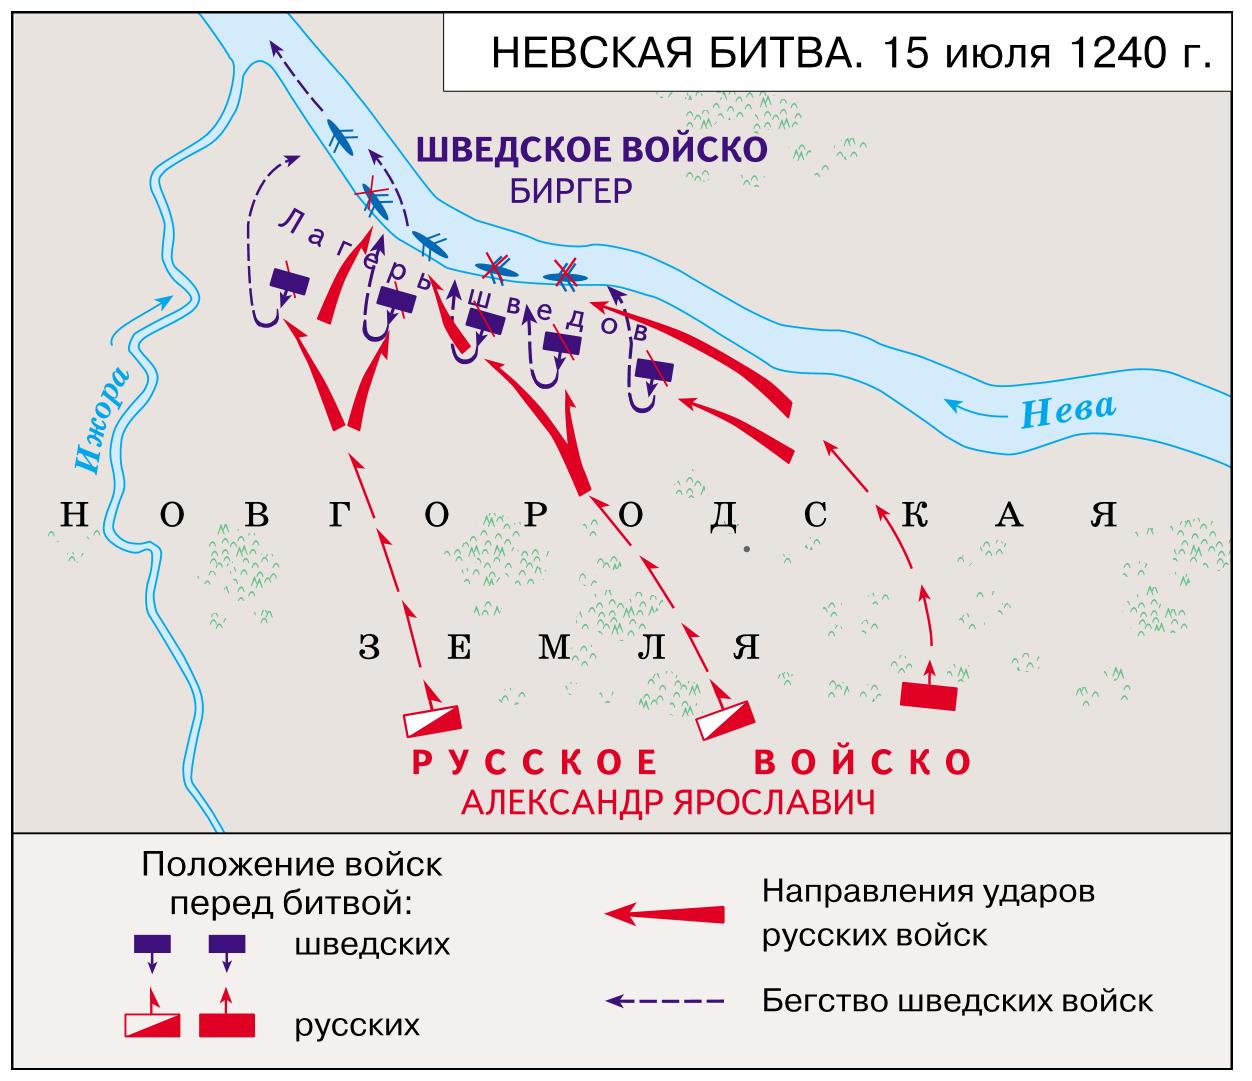 НЕВСКАЯ БИТВА. 15 июля 1240 г.
ШВЕДСКОЕ ВОЙСКО
БИРГЕР
Лагерь шведов
Ижора
Нева
НОВГОРОДСКАЯ
ЗЕМЛЯ
РУССКОЕ ВОЙСКО
АЛЕКСАНДР ЯРОСЛАВИЧ
Положение войск
перед битвой:
шведских
русских
Направления ударов
русских войск
Бегство шведских войск